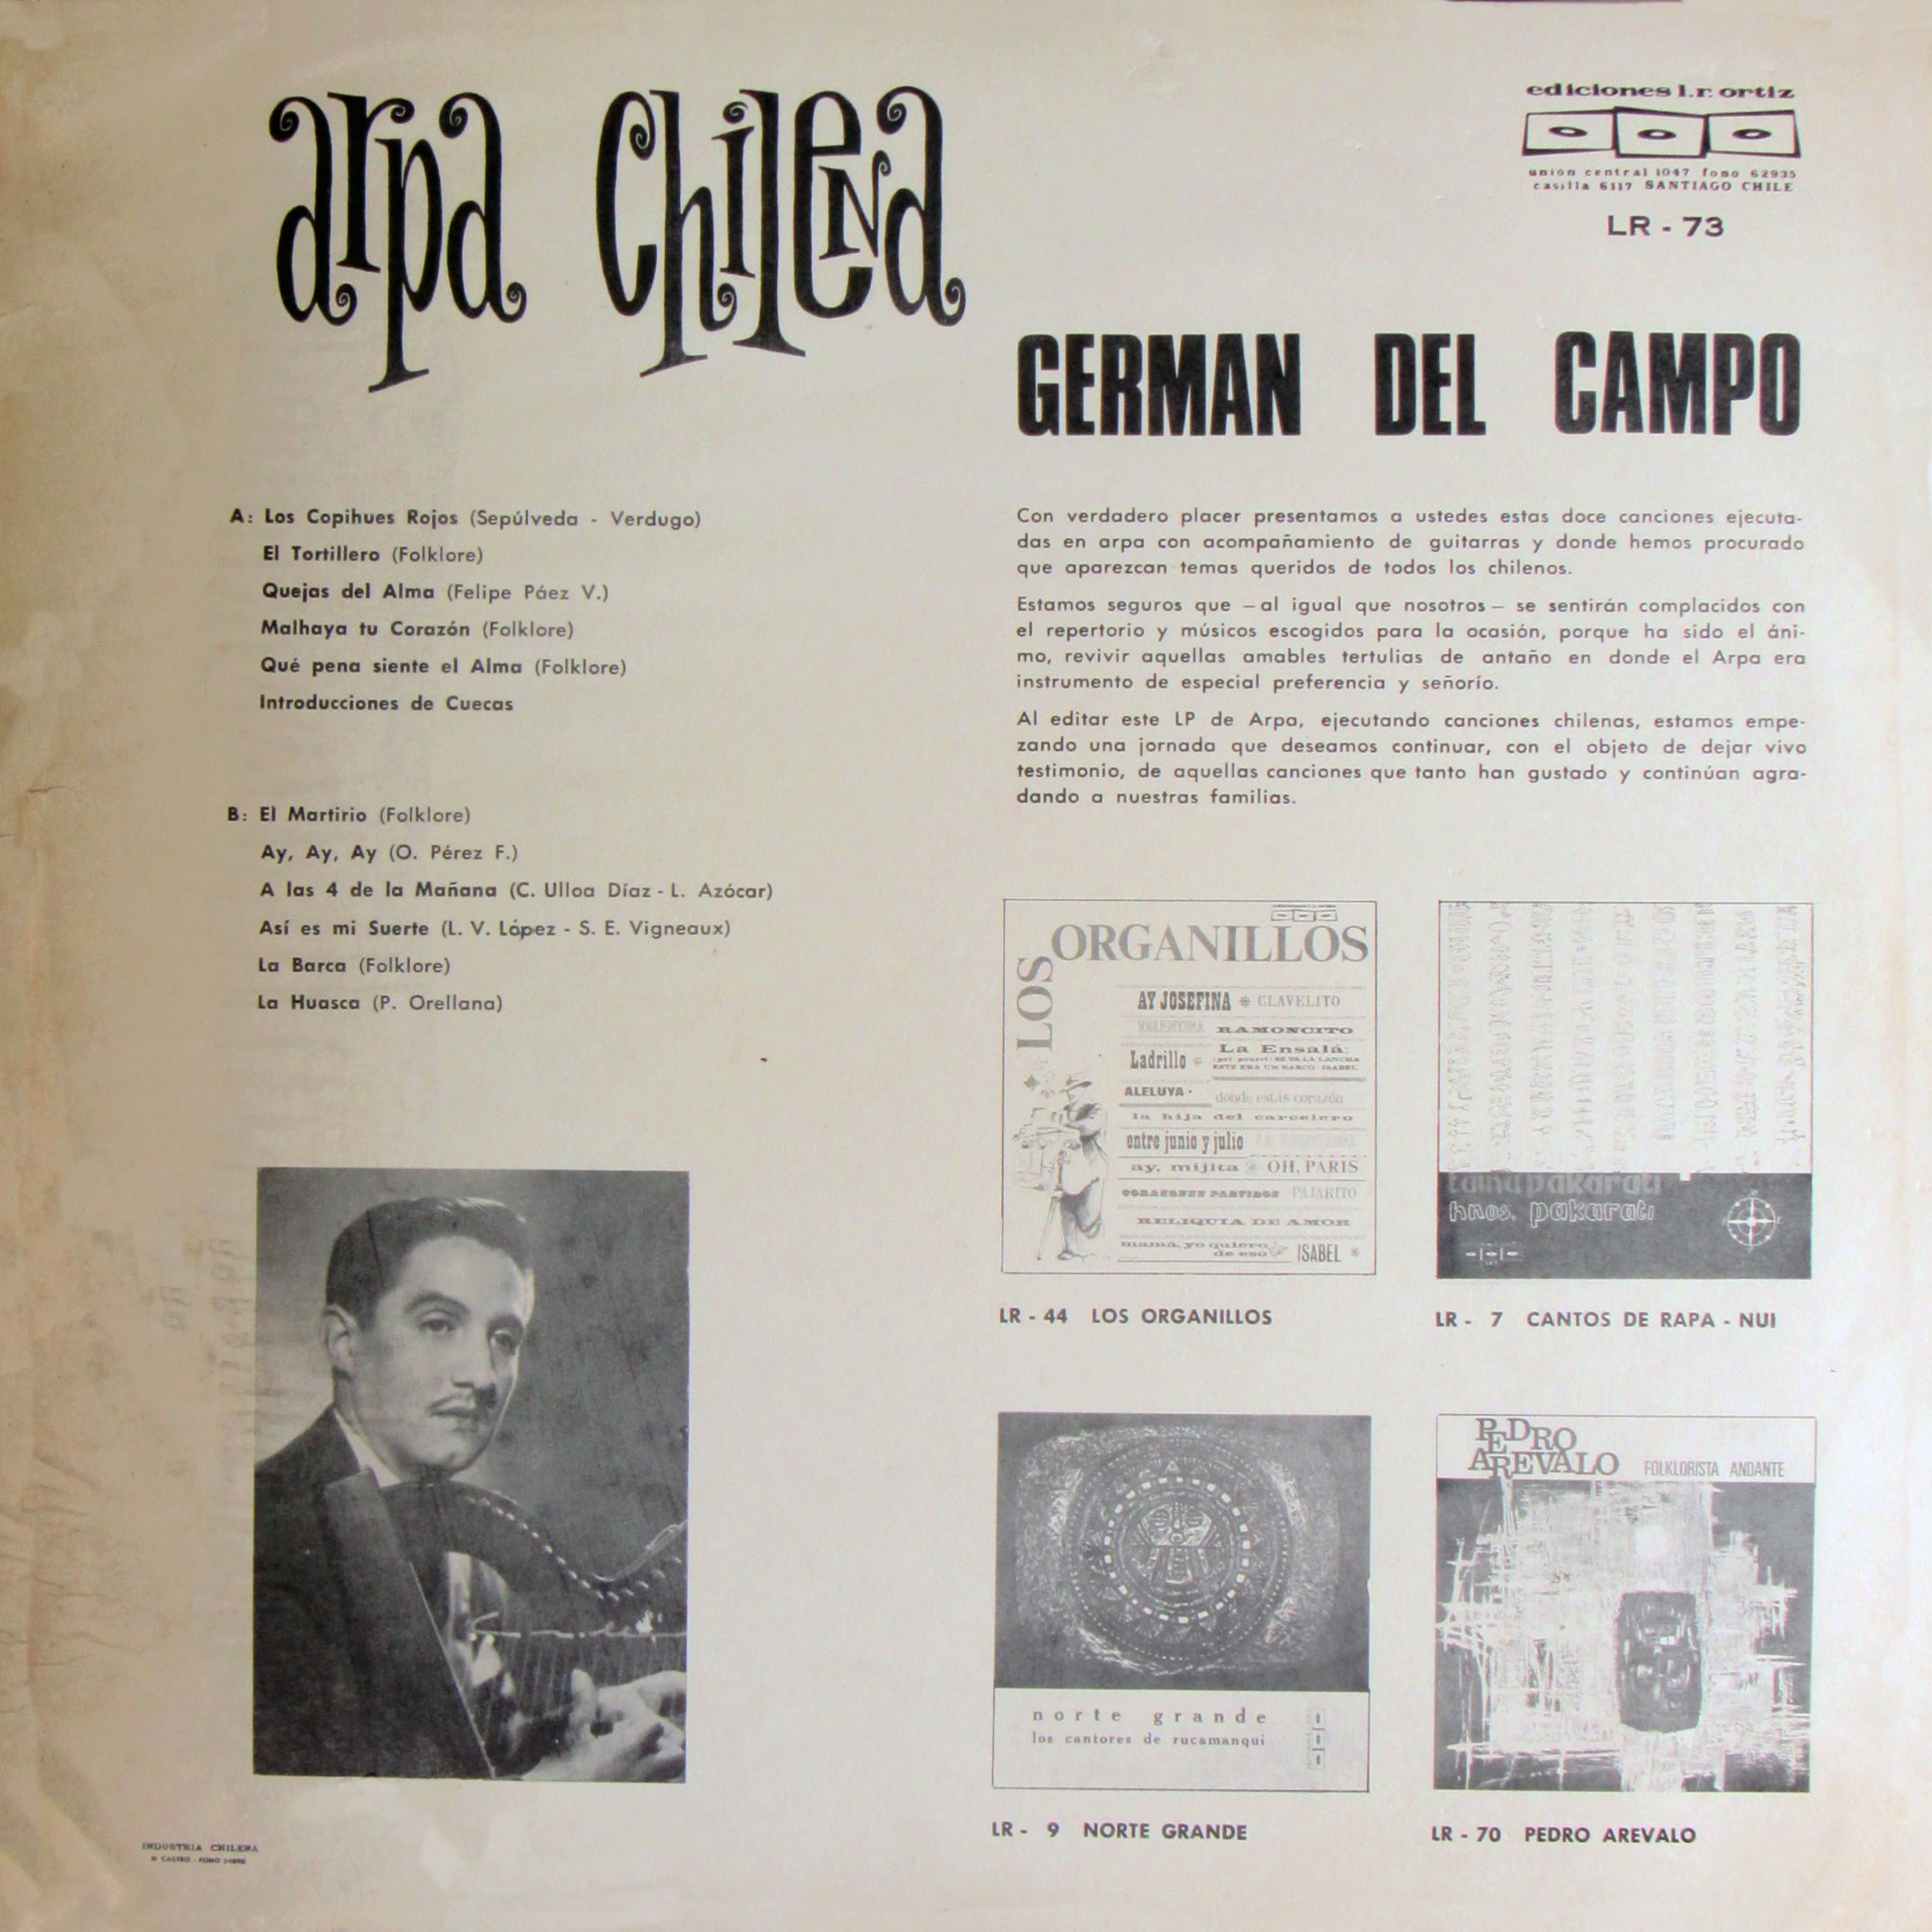 arpa chilena
ediciones l.r. ortiz
union central 1047 fono 62935
casilla 6117 SANTIAGO CHILE
LR - 73
GERMAN DEL CAMPO
A: Los Copihues Rojos (Sepúlveda - Verdugo)
El Tortillero (Folklore)
Quejas del Alma (Felipe Páez V.)
Malhaya tu Corazón (Folklore)
Qué pena siente el Alma (Folklore)
Introducciones de Cuecas
B: El Martirio (Folklore)
Ay, Ay, Ay (O. Pérez F.)
A las 4 de la Mañana (C. Ulloa Díaz - L. Azócar)
Así es mi Suerte (L. V. López - S. E. Vigneaux)
La Barca (Folklore)
La Huasca (P. Orellana)
Con verdadero placer presentamos a ustedes estas doce canciones ejecuta-
das en arpa con acompañamiento de guitarras y donde hemos procurado
que aparezcan temas queridos de todos los chilenos.
Estamos seguros que – al igual que nosotros – se sentirán complacidos con
el repertorio y músicos escogidos para la ocasión, porque ha sido el áni-
mo, revivir aquellas amables tertulias de antaño en donde el Arpa era
instrumento de especial preferencia y señorío.
Al editar este LP de Arpa, ejecutando canciones chilenas, estamos empe-
zando una jornada que deseamos continuar, con el objeto de dejar vivo
testimonio, de aquellas canciones que tanto han gustado y continúan agra-
dando a nuestras familias.
LOS ORGANILLOS
AY JOSEFINA * CLAVELITO
VALENTINA RAMONCITO
Ladrillo * La Ensalá:
ALELUYA · donde estás corazón
la hija del carcelero
entre junio y julio
ay, mijita OH, PARIS
CORAZONES PARTIDOS PAJARITO
RELIQUIA DE AMOR
mamá, yo quiero
de eso ISABEL *
LR - 44 LOS ORGANILLOS
pakarati
hnos. pakarati
LR - 7 CANTOS DE RAPA - NUI
norte grande
los cantores de rucamanqui
LR - 9 NORTE GRANDE
PEDRO
AREVALO FOLKLORISTA ANDANTE
LR - 70 PEDRO AREVALO
INDUSTRIA CHILENA